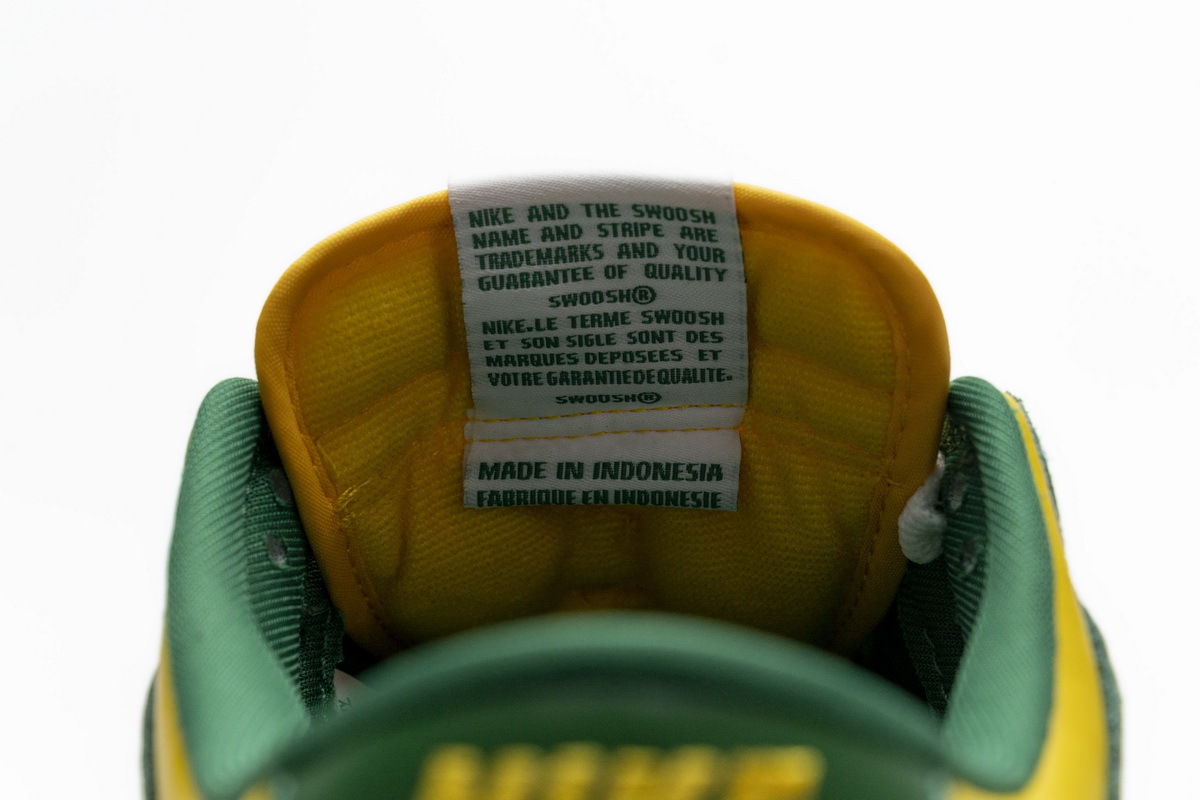 NIKE AND THE SWOOSH
NAME AND STRIPE ARE
TRADEMARKS AND YOUR
GUARANTEE OF QUALITY
SWOOSH®
NIKE.LE TERME SWOOSH
ET SON SIGLE SONT DES
MARQUES DEPOSEES ET
VOTRE GARANTIE DE QUALITE.
SWOOSH®
MADE IN INDONESIA
FABRIQUE EN INDONESIE
NIKE